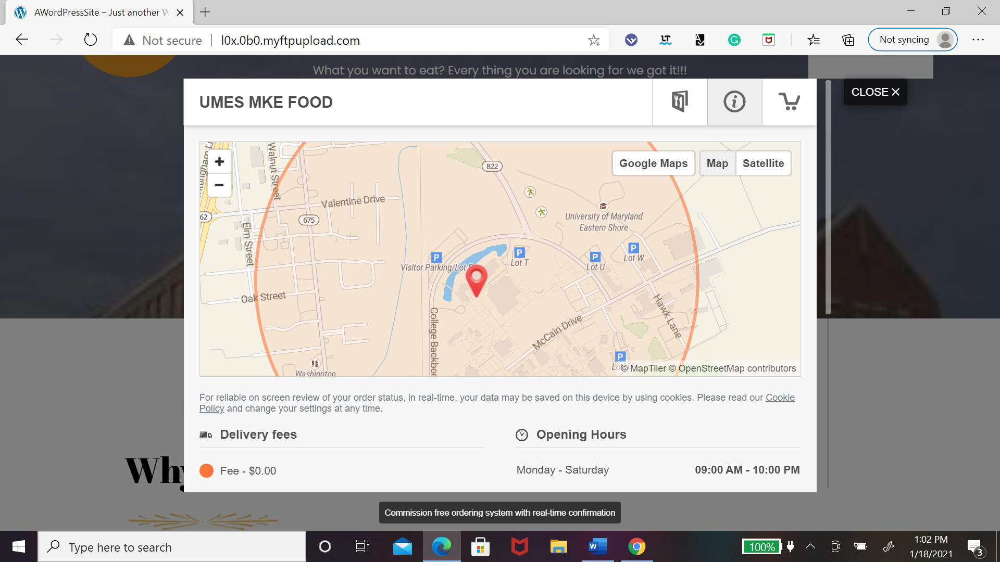 AWordPressSite – Just another W
Not secure
l0x.0b0.myftpupload.com
Not syncing
What you want to eat? Every thing you are looking for we got it!!!
CLOSE
UMES MKE FOOD
+
−
Google Maps
Map
Satellite
Walnut Street
822
Valentine Drive
62
675
University of Maryland
Eastern Shore
Elm Street
P
Lot W
P
Lot T
P
Lot U
P
Visitor Parking/Lot
Oak Street
Hawk Lane
College Backbon
McCain Drive
P
Washington
© MapTiler © OpenStreetMap contributors
For reliable on screen review of your order status, in real-time, your data may be saved on this device by using cookies. Please read our Cookie
Policy and change your settings at any time.
Delivery fees
Fee - $0.00
Opening Hours
Monday - Saturday
09:00 AM - 10:00 PM
Why
Commission free ordering system with real-time confirmation
Type here to search
100%
1:02 PM
1/18/2021
3